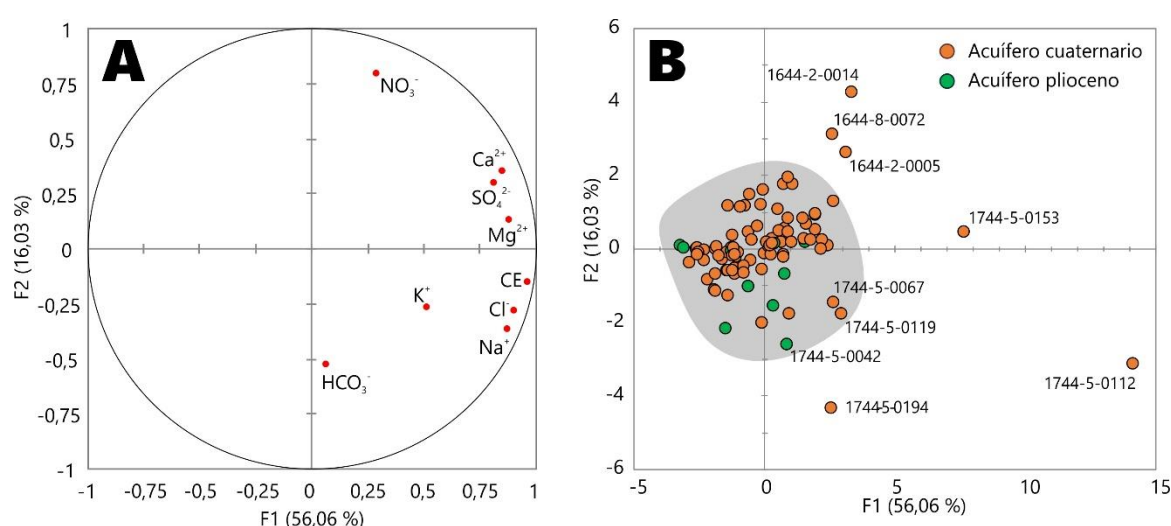 A
1
0,75
0,5
0,25
0
-0,25
-0,5
-0,75
-1
F2 (16,03 %)
NO₃⁻
Ca²⁺
SO₄²⁻
Mg²⁺
CE
K⁺
Cl⁻
Na⁺
HCO₃⁻
-1 -0,75 -0,5 -0,25 0 0,25 0,75 0,5 0,75 1
F1 (56,06 %)
B
6
4
2
0
-2
-4
-6
F2 (16,03 %)
Acuífero cuaternario
Acuífero plioceno
1644-2-0014
1644-8-0072
1644-2-0005
1744-5-0153
1744-5-0067
1744-5-0119
1744-5-0042
1744-5-0112
17445-0194
-5 0 5 10 15
F1 (56,06 %)